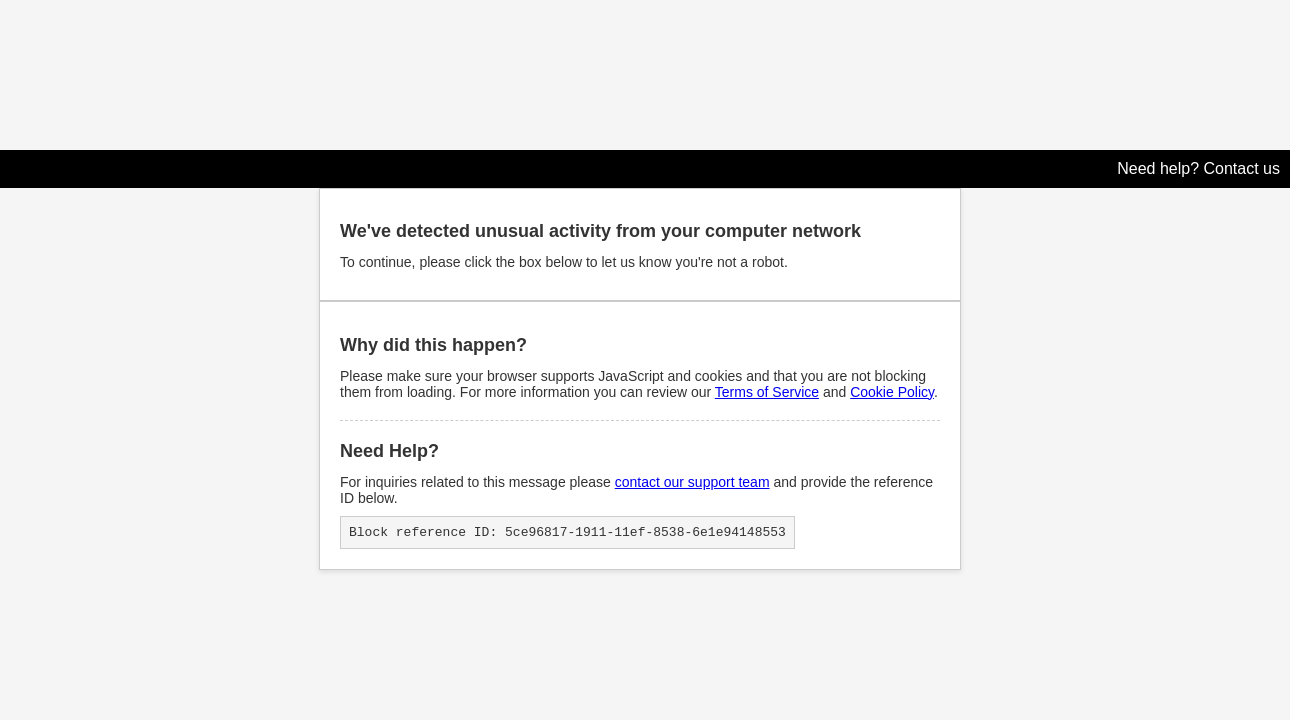 Need help? Contact us
We've detected unusual activity from your computer network
To continue, please click the box below to let us know you're not a robot.
Why did this happen?
Please make sure your browser supports JavaScript and cookies and that you are not blocking
them from loading. For more information you can review our Terms of Service and Cookie Policy.
Need Help?
For inquiries related to this message please contact our support team and provide the reference
ID below.
Block reference ID: 5ce96817-1911-11ef-8538-6e1e94148553